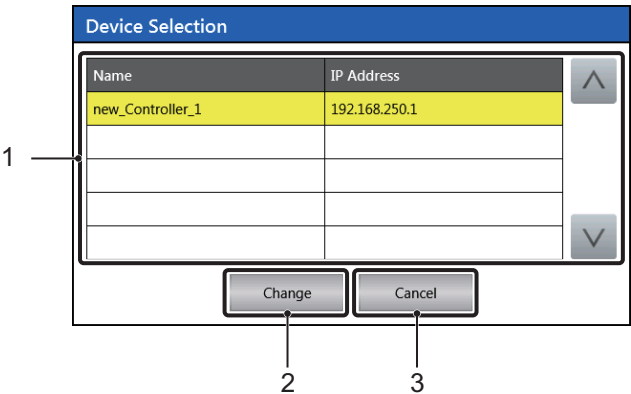 Device Selection
Name IP Address
new_Controller_1 192.168.250.1
1
Change Cancel
2 3